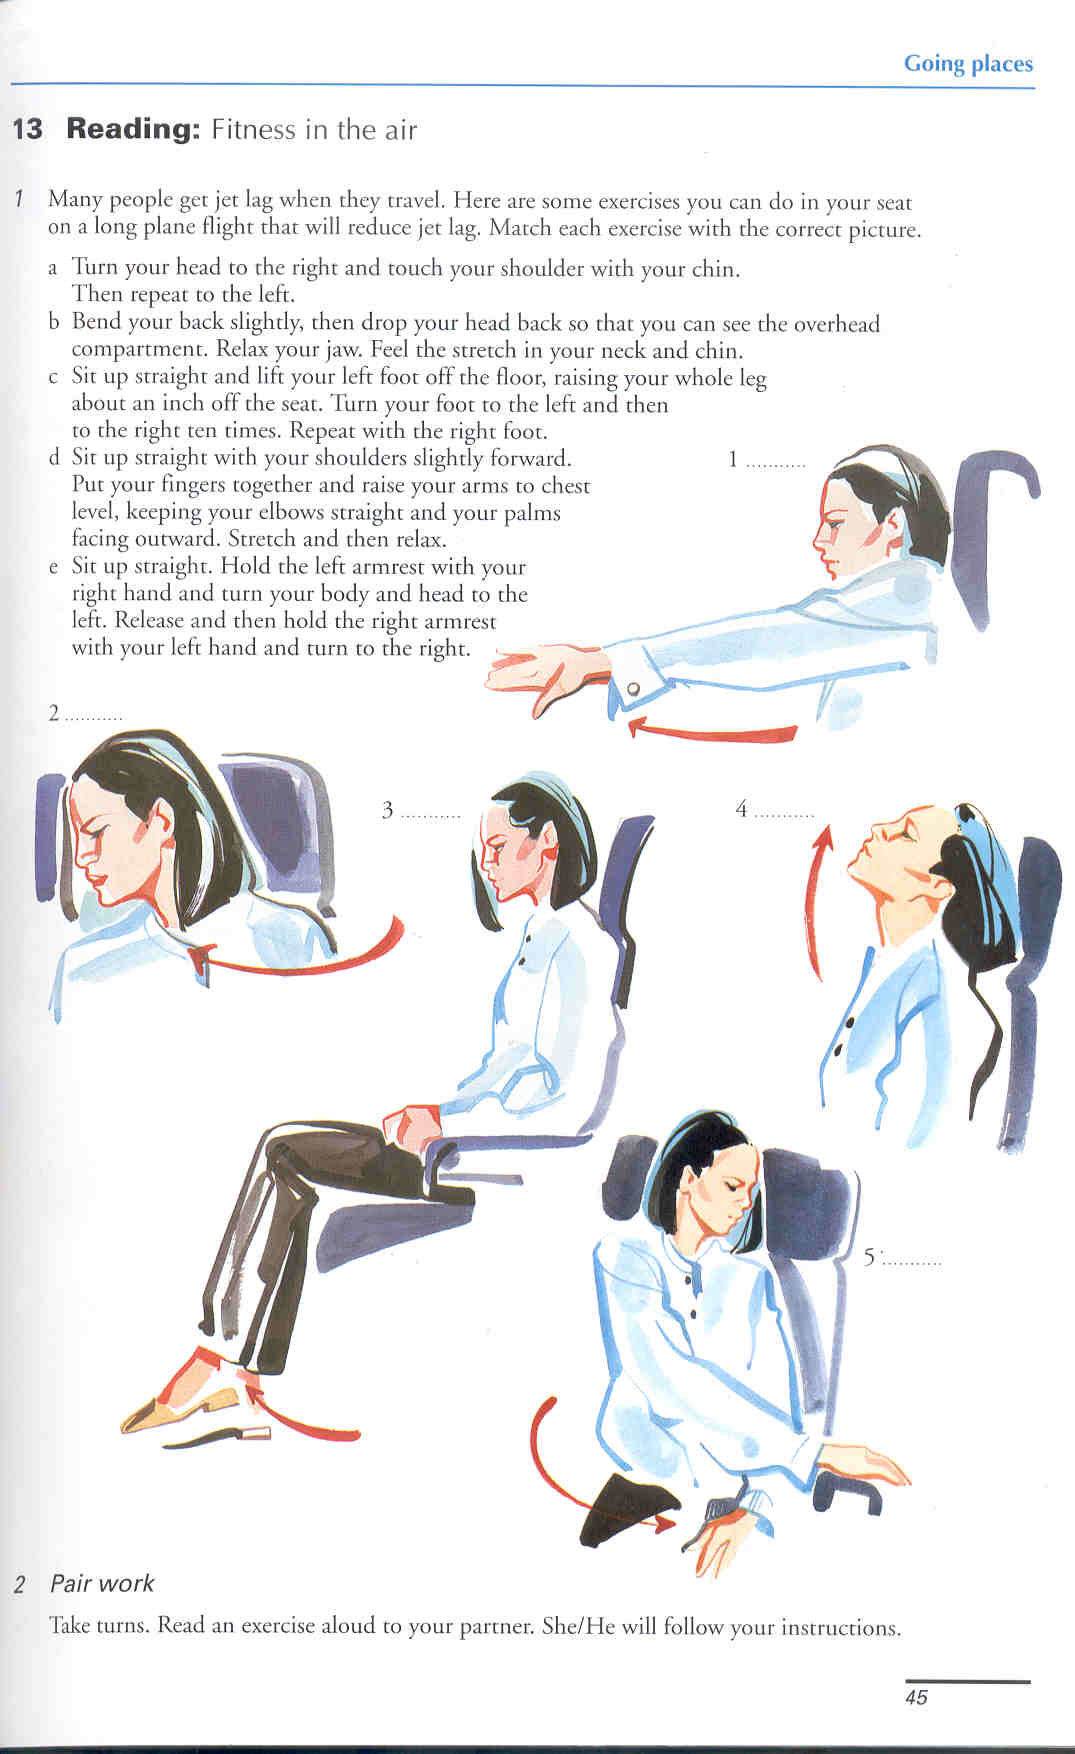 Going places
13 Reading: Fitness in the air
1 Many people get jet lag when they travel. Here are some exercises you can do in your seat
on a long plane flight that will reduce jet lag. Match each exercise with the correct picture.
a Turn your head to the right and touch your shoulder with your chin.
Then repeat to the left.
b Bend your back slightly, then drop your head back so that you can see the overhead
compartment. Relax your jaw. Feel the stretch in your neck and chin.
c Sit up straight and lift your left foot off the floor, raising your whole leg
about an inch off the seat. Turn your foot to the left and then
to the right ten times. Repeat with the right foot.
d Sit up straight with your shoulders slightly forward.
Put your fingers together and raise your arms to chest
level, keeping your elbows straight and your palms
facing outward. Stretch and then relax.
e Sit up straight. Hold the left armrest with your
right hand and turn your body and head to the
left. Release and then hold the right armrest
with your left hand and turn to the right.
1 ...........
2 ...........
3 ...........
4 ...........
5 ...........
2 Pair work
Take turns. Read an exercise aloud to your partner. She/He will follow your instructions.
45